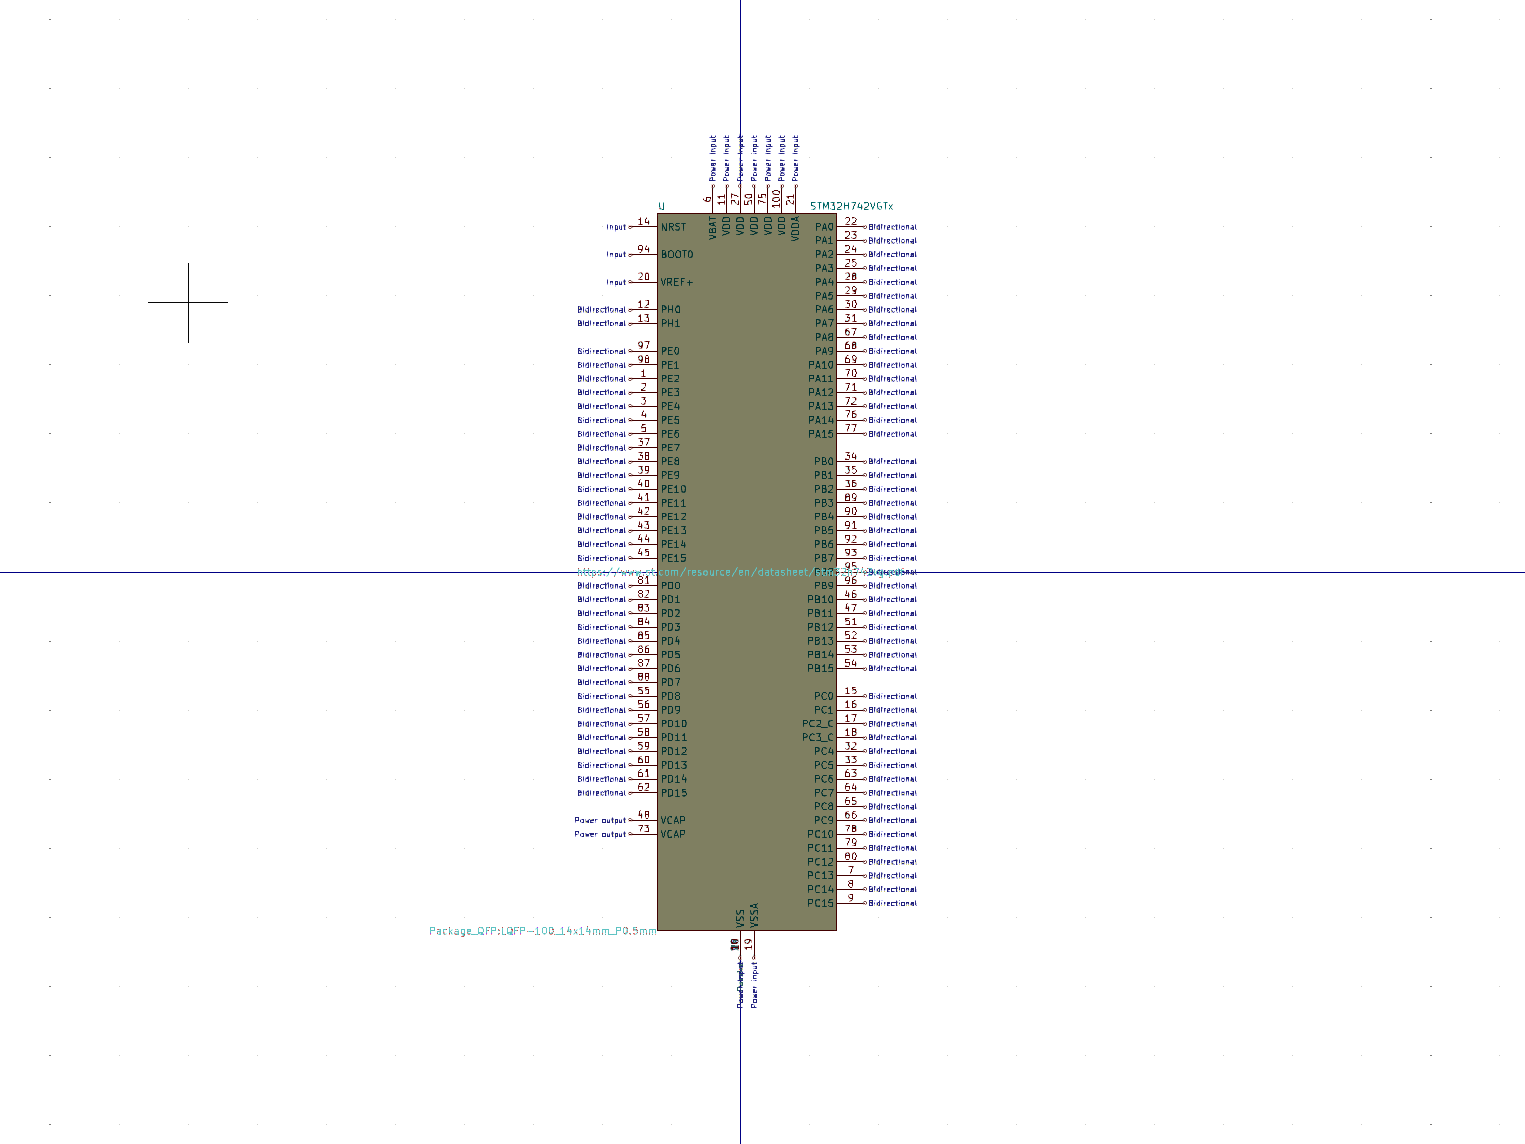 Power input Power input Power input Power input Power input Power input Power input
6 11 27 50 75 100 21
U STM32H742VGTx
VBAT VDD VDD VDD VDD VDD VDDA
Input 14 NRST PA0 22 Bidirectional
PA1 23 Bidirectional
Input 94 BOOT0 PA2 24 Bidirectional
PA3 25 Bidirectional
Input 20 VREF+ PA4 28 Bidirectional
PA5 29 Bidirectional
Bidirectional 12 PH0 PA6 30 Bidirectional
Bidirectional 13 PH1 PA7 31 Bidirectional
PA8 67 Bidirectional
Bidirectional 97 PE0 PA9 68 Bidirectional
Bidirectional 98 PE1 PA10 69 Bidirectional
Bidirectional 1 PE2 PA11 70 Bidirectional
Bidirectional 2 PE3 PA12 71 Bidirectional
Bidirectional 3 PE4 PA13 72 Bidirectional
Bidirectional 4 PE5 PA14 76 Bidirectional
Bidirectional 5 PE6 PA15 77 Bidirectional
Bidirectional 37 PE7
Bidirectional 38 PE8 PB0 34 Bidirectional
Bidirectional 39 PE9 PB1 35 Bidirectional
Bidirectional 40 PE10 PB2 36 Bidirectional
Bidirectional 41 PE11 PB3 89 Bidirectional
Bidirectional 42 PE12 PB4 90 Bidirectional
Bidirectional 43 PE13 PB5 91 Bidirectional
Bidirectional 44 PE14 PB6 92 Bidirectional
Bidirectional 45 PE15 PB7 93 Bidirectional
95
Bidirectional 81 PD0 PB9 96 Bidirectional
Bidirectional 82 PD1 PB10 46 Bidirectional
Bidirectional 83 PD2 PB11 47 Bidirectional
Bidirectional 84 PD3 PB12 51 Bidirectional
Bidirectional 85 PD4 PB13 52 Bidirectional
Bidirectional 86 PD5 PB14 53 Bidirectional
Bidirectional 87 PD6 PB15 54 Bidirectional
Bidirectional 88 PD7
Bidirectional 55 PD8 PC0 15 Bidirectional
Bidirectional 56 PD9 PC1 16 Bidirectional
Bidirectional 57 PD10 PC2_C 17 Bidirectional
Bidirectional 58 PD11 PC3_C 18 Bidirectional
Bidirectional 59 PD12 PC4 32 Bidirectional
Bidirectional 60 PD13 PC5 33 Bidirectional
Bidirectional 61 PD14 PC6 63 Bidirectional
Bidirectional 62 PD15 PC7 64 Bidirectional
PC8 65 Bidirectional
Power output 48 VCAP PC9 66 Bidirectional
Power output 73 VCAP PC10 78 Bidirectional
PC11 79 Bidirectional
PC12 80 Bidirectional
PC13 7 Bidirectional
PC14 8 Bidirectional
PC15 9 Bidirectional
VSS VSSA
Package_QFP:LQFP-100_14x14mm_P0.5mm
19
Power input